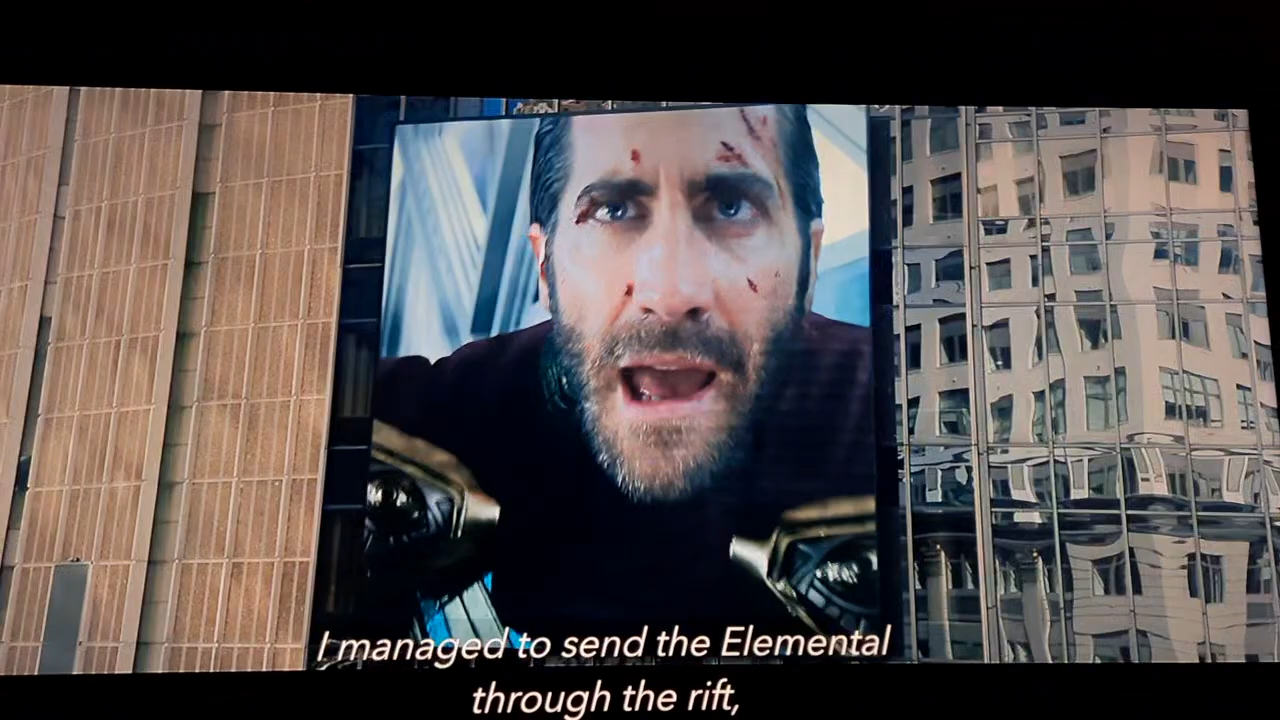 I managed to send the Elemental
through the rift,